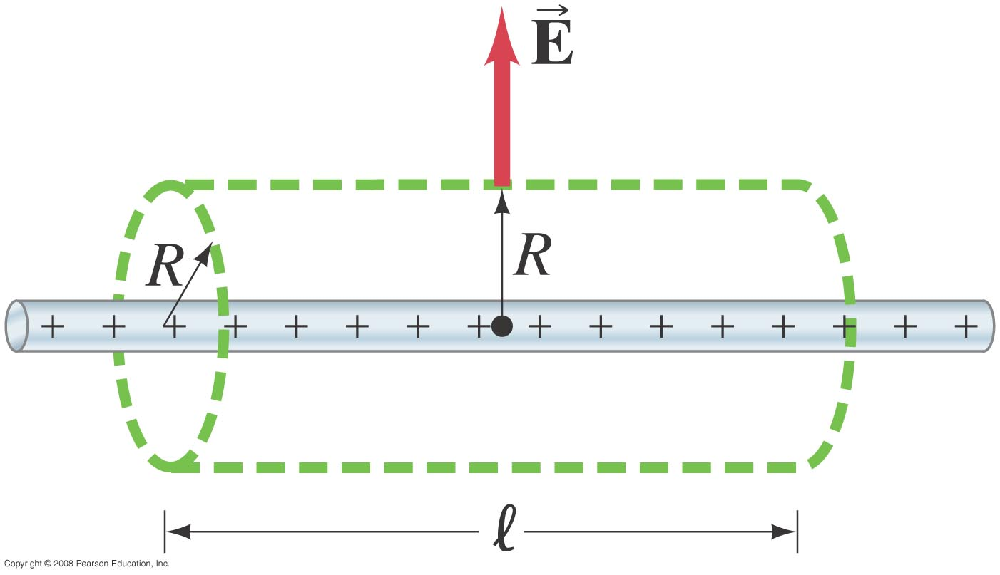 E
R
R
+ + + + + + + + + + + + + + + +
ℓ
Copyright © 2008 Pearson Education, Inc.